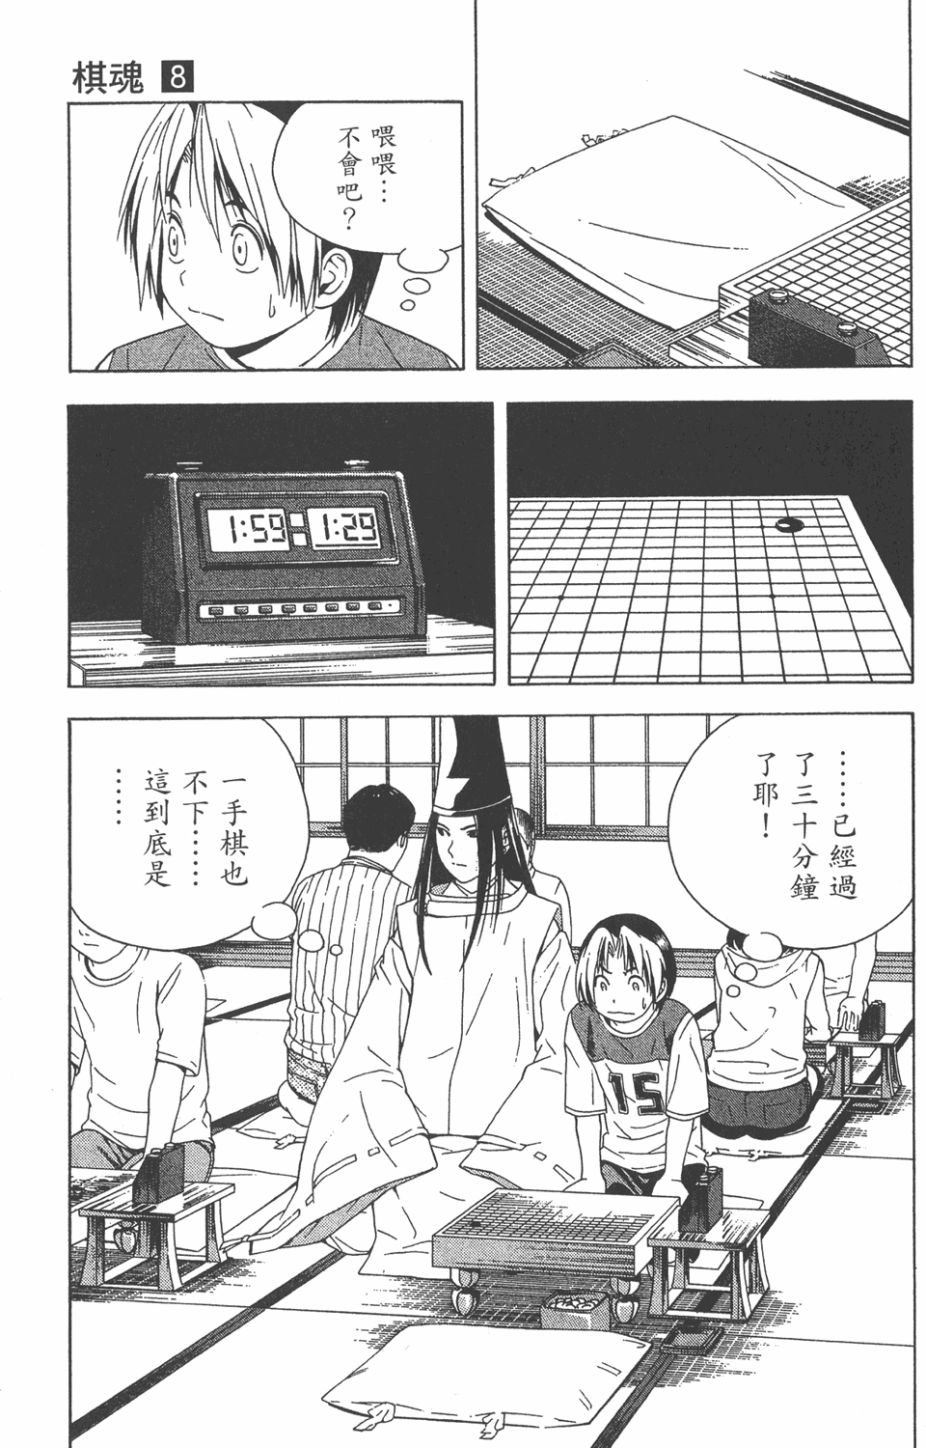 棋魂 8
喂喂…
不會吧？
1:59 1:29
……已經過
了三十分鐘
了耶！
一手棋也
不下……
這到底是
……
15